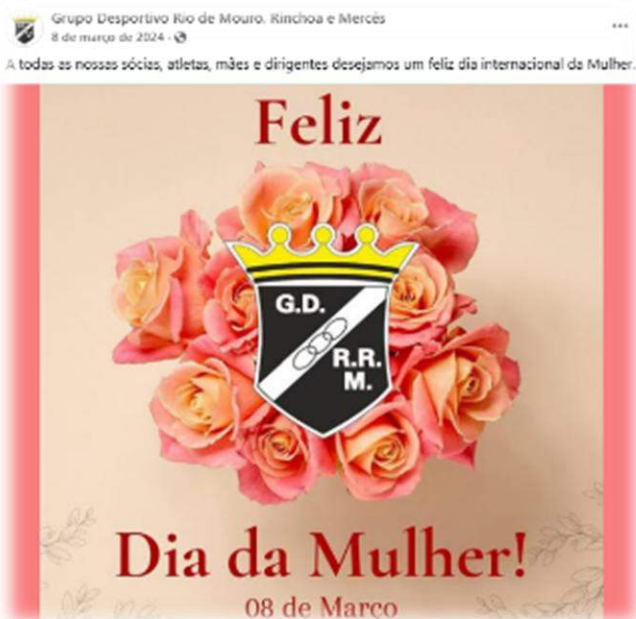 Grupo Desportivo Rio de Mouro, Rinchoa e Mercês
8 de março de 2024 ·
A todas as nossas sócias, atletas, mães e dirigentes desejamos um feliz dia internacional da Mulher.
Feliz
G.D.
R.R.
M.
Dia da Mulher!
08 de Março